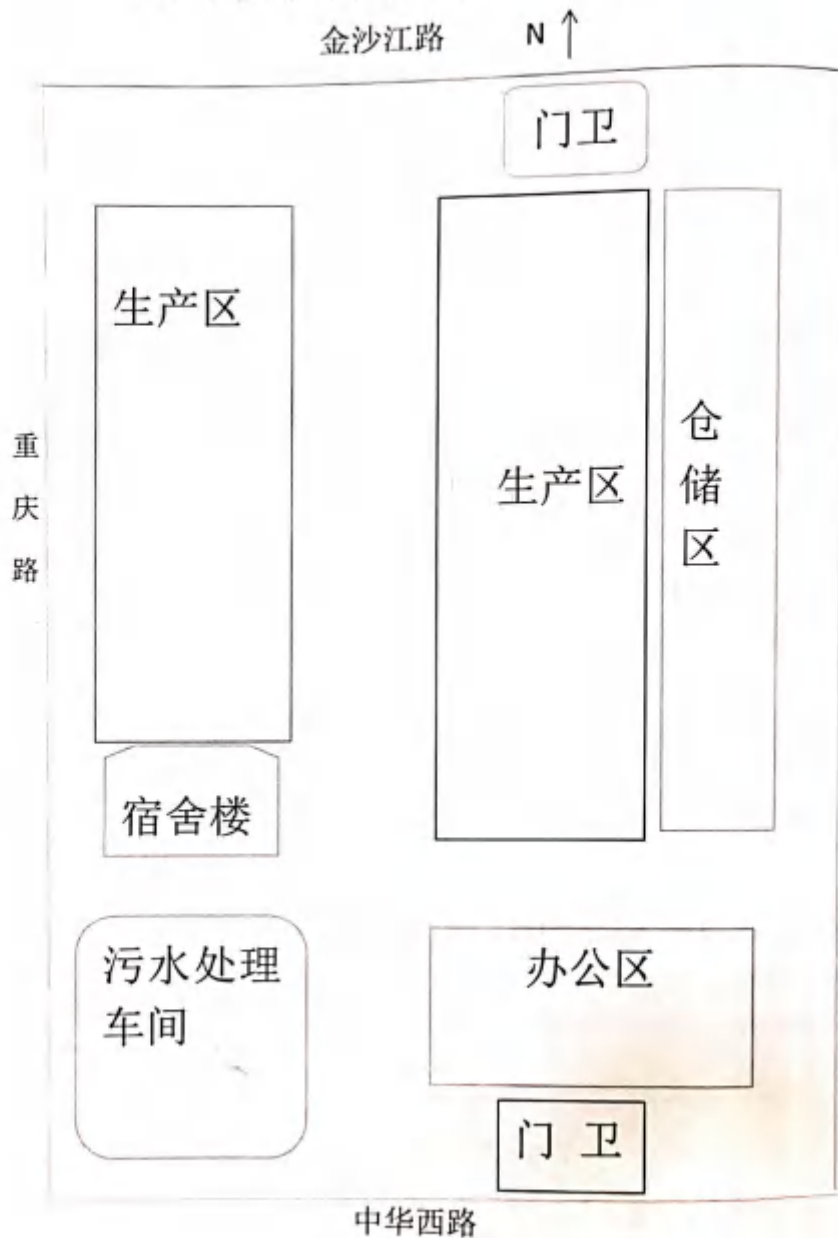 金沙江路
N
门卫
生产区
生产区
仓
储
区
重
庆
路
宿舍楼
污水处理
车间
办公区
门 卫
中华西路